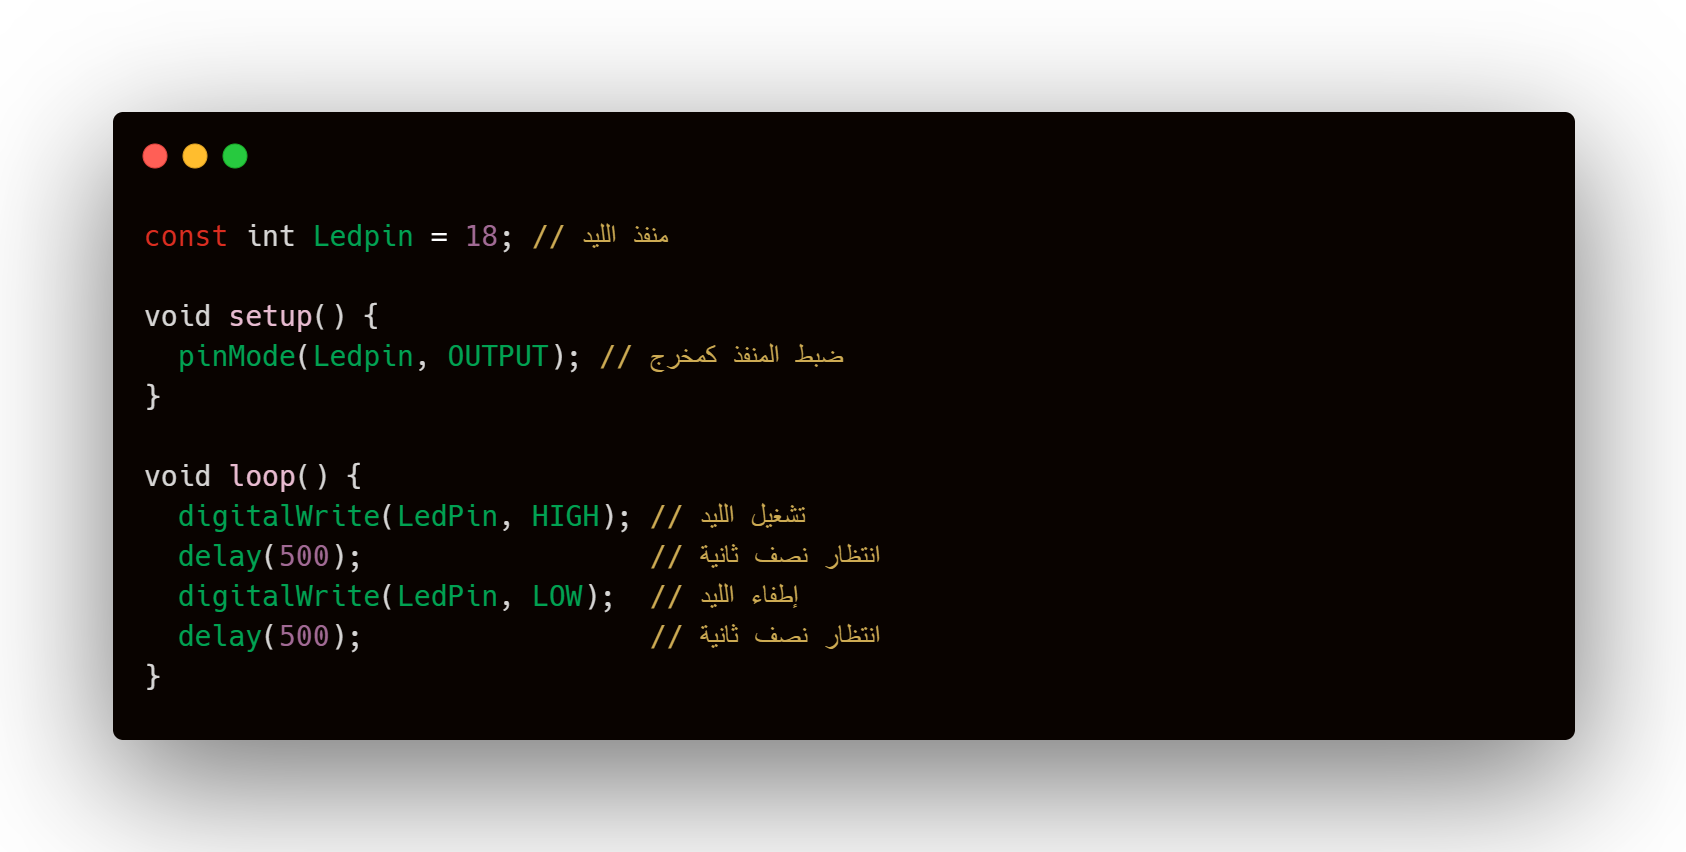 const int Ledpin = 18; // منفذ الليد
void setup() {
  pinMode(Ledpin, OUTPUT); // ضبط المنفذ كمخرج
}
void loop() {
  digitalWrite(LedPin, HIGH); // تشغيل الليد
  delay(500);                 // انتظار نصف ثانية
  digitalWrite(LedPin, LOW);  // إطفاء الليد
  delay(500);                 // انتظار نصف ثانية
}